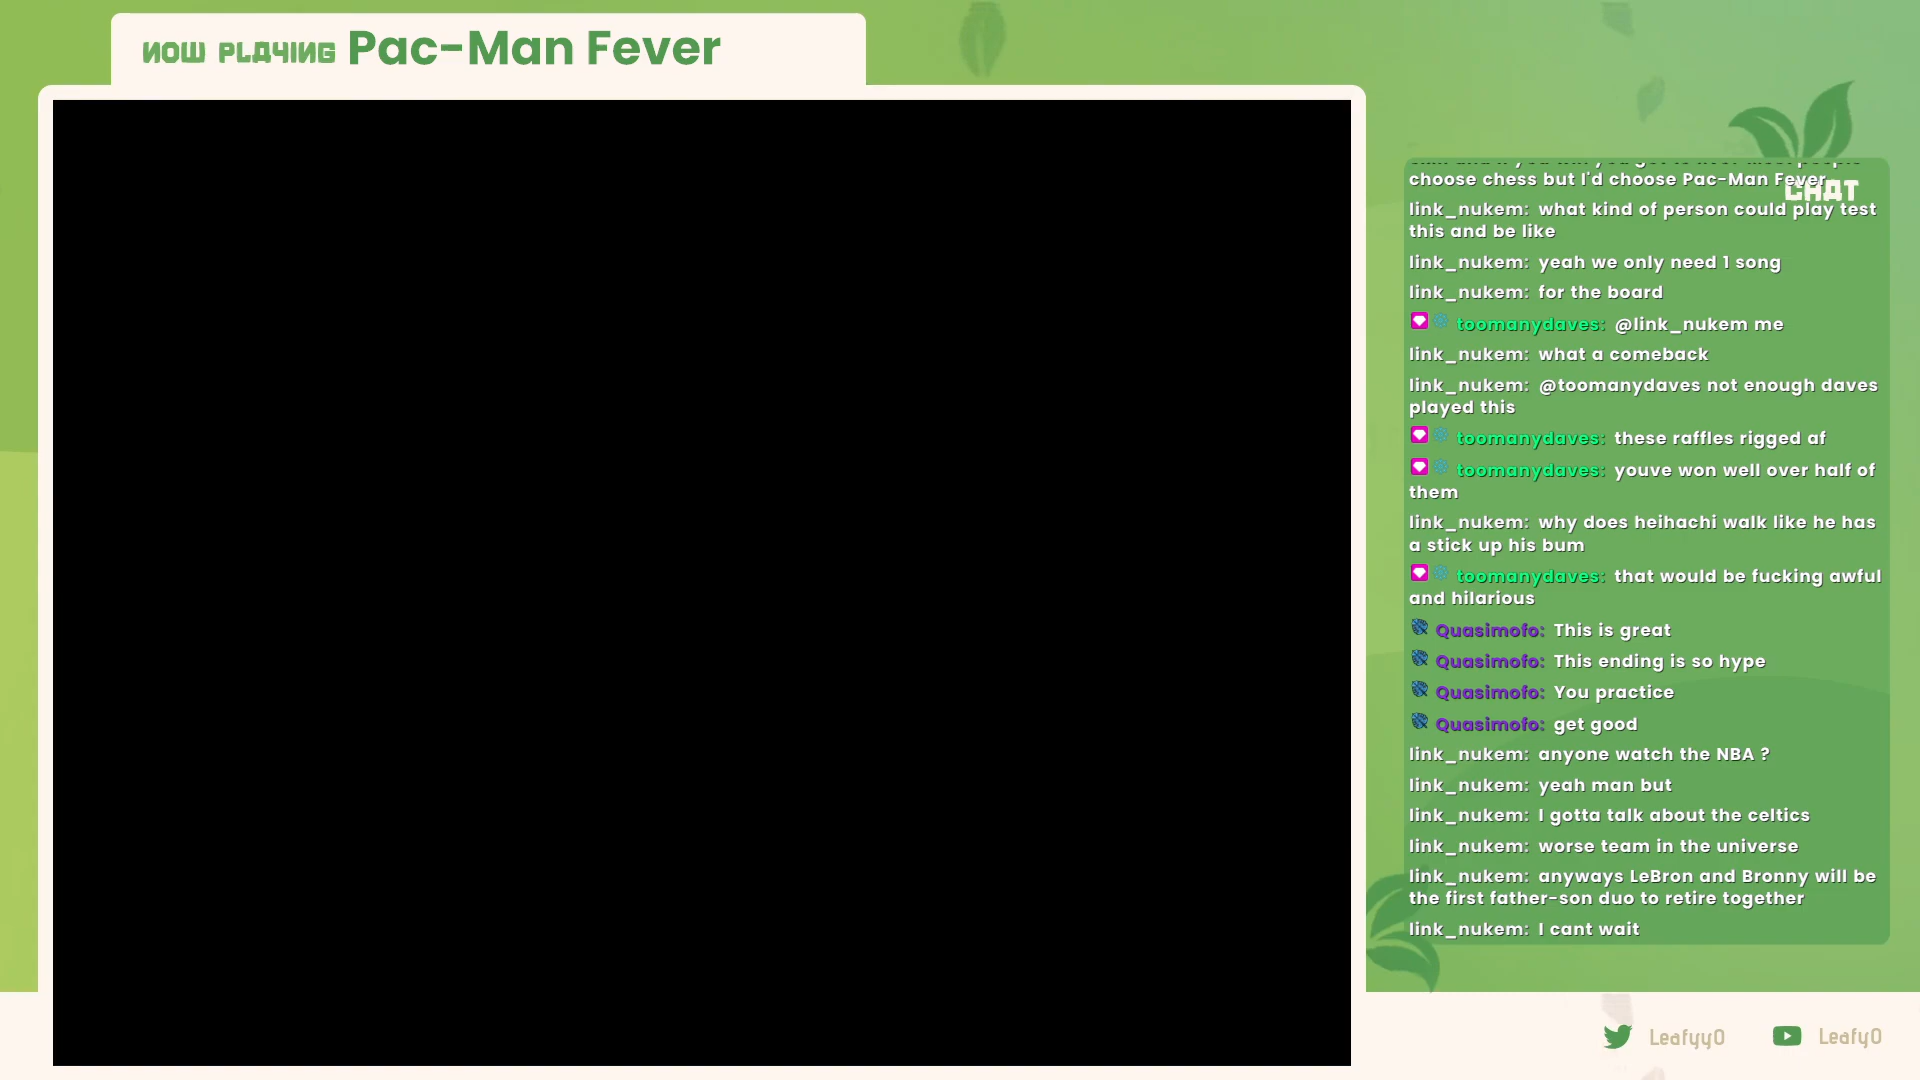 NOW PLAYING Pac-Man Fever
CHAT
choose chess but I'd choose Pac-Man Fever
link_nukem: what kind of person could play test
this and be like
link_nukem: yeah we only need 1 song
link_nukem: for the board
toomanydaves: @link_nukem me
link_nukem: what a comeback
link_nukem: @toomanydaves not enough daves
played this
toomanydaves: these raffles rigged af
toomanydaves: youve won well over half of
them
link_nukem: why does heihachi walk like he has
a stick up his bum
toomanydaves: that would be fucking awful
and hilarious
Quasimofo: This is great
Quasimofo: This ending is so hype
Quasimofo: You practice
Quasimofo: get good
link_nukem: anyone watch the NBA ?
link_nukem: yeah man but
link_nukem: I gotta talk about the celtics
link_nukem: worse team in the universe
link_nukem: anyways LeBron and Bronny will be
the first father-son duo to retire together
link_nukem: I cant wait
Leafyy0 Leafy0